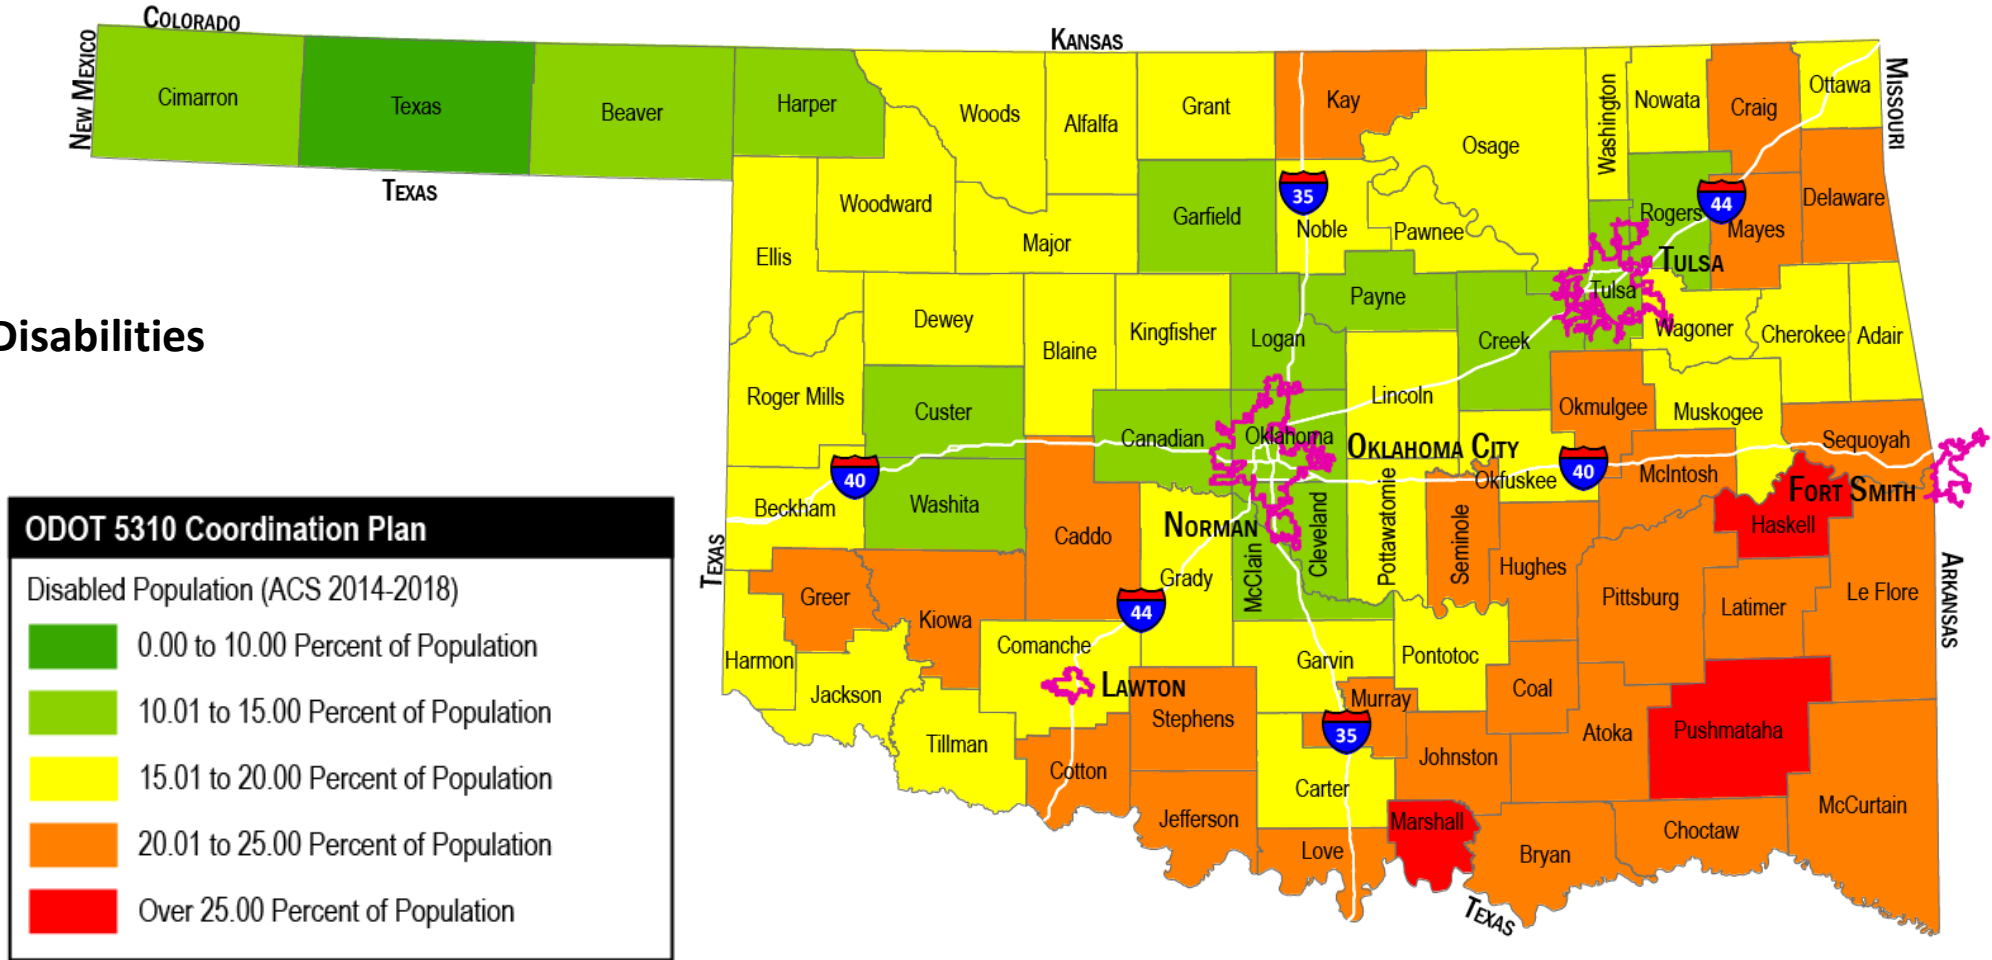 COLORADO
KANSAS
NEW MEXICO
MISSOURI
Cimarron
Texas
Beaver
Harper
Woods
Alfalfa
Grant
Kay
Osage
Washington
Nowata
Craig
Ottawa
TEXAS
Woodward
Ellis
Major
Garfield
35
Noble
Pawnee
Rogers
44
Mayes
Delaware
TULSA
Tulsa
Disabilities
Dewey
Blaine
Kingfisher
Logan
Payne
Creek
Wagoner
Cherokee
Adair
Roger Mills
Custer
Canadian
Oklahoma
Lincoln
OKLAHOMA CITY
Okmulgee
Muskogee
Sequoyah
40
Beckham
Washita
Caddo
NORMAN
Grady
McClain
Cleveland
Pottawatomie
Seminole
Okfuskee
40
McIntosh
FORT SMITH
Haskell
TEXAS
Greer
Kiowa
44
Hughes
Pittsburg
Latimer
Le Flore
ARKANSAS
Harmon
Jackson
Comanche
LAWTON
Garvin
Pontotoc
Murray
Coal
Stephens
35
Tillman
Cotton
Carter
Johnston
Atoka
Pushmataha
McCurtain
Jefferson
Love
Marshall
Bryan
Choctaw
TEXAS
ODOT 5310 Coordination Plan
Disabled Population (ACS 2014-2018)
0.00 to 10.00 Percent of Population
10.01 to 15.00 Percent of Population
15.01 to 20.00 Percent of Population
20.01 to 25.00 Percent of Population
Over 25.00 Percent of Population